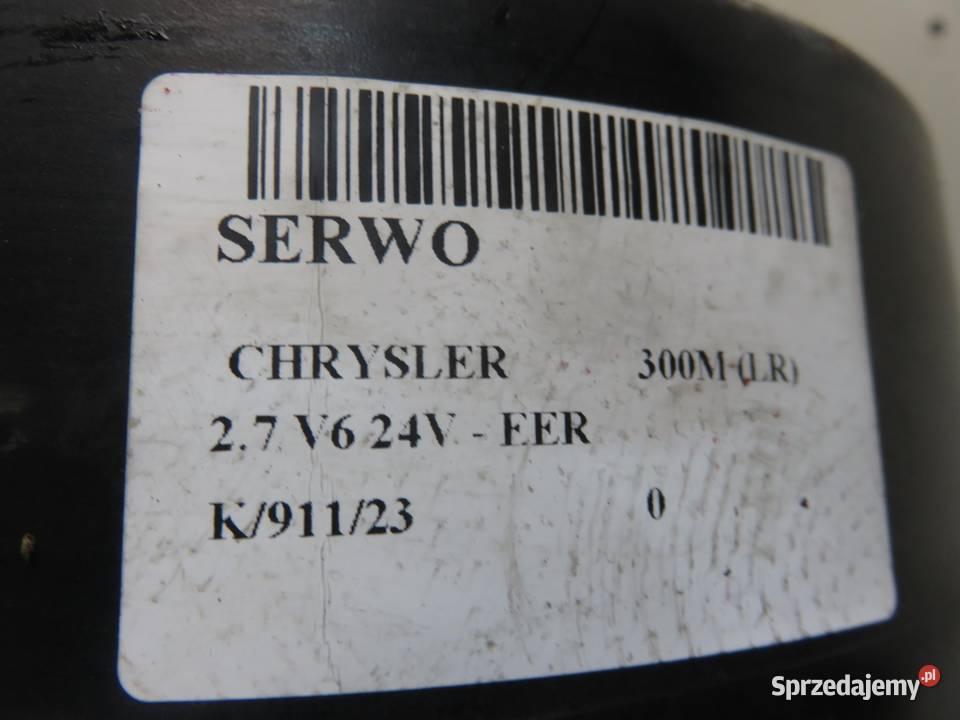 SERWO
CHRYSLER 300M (LR)
2.7 V6 24V - EER
K/911/23 0
Sprzedajemy.pl